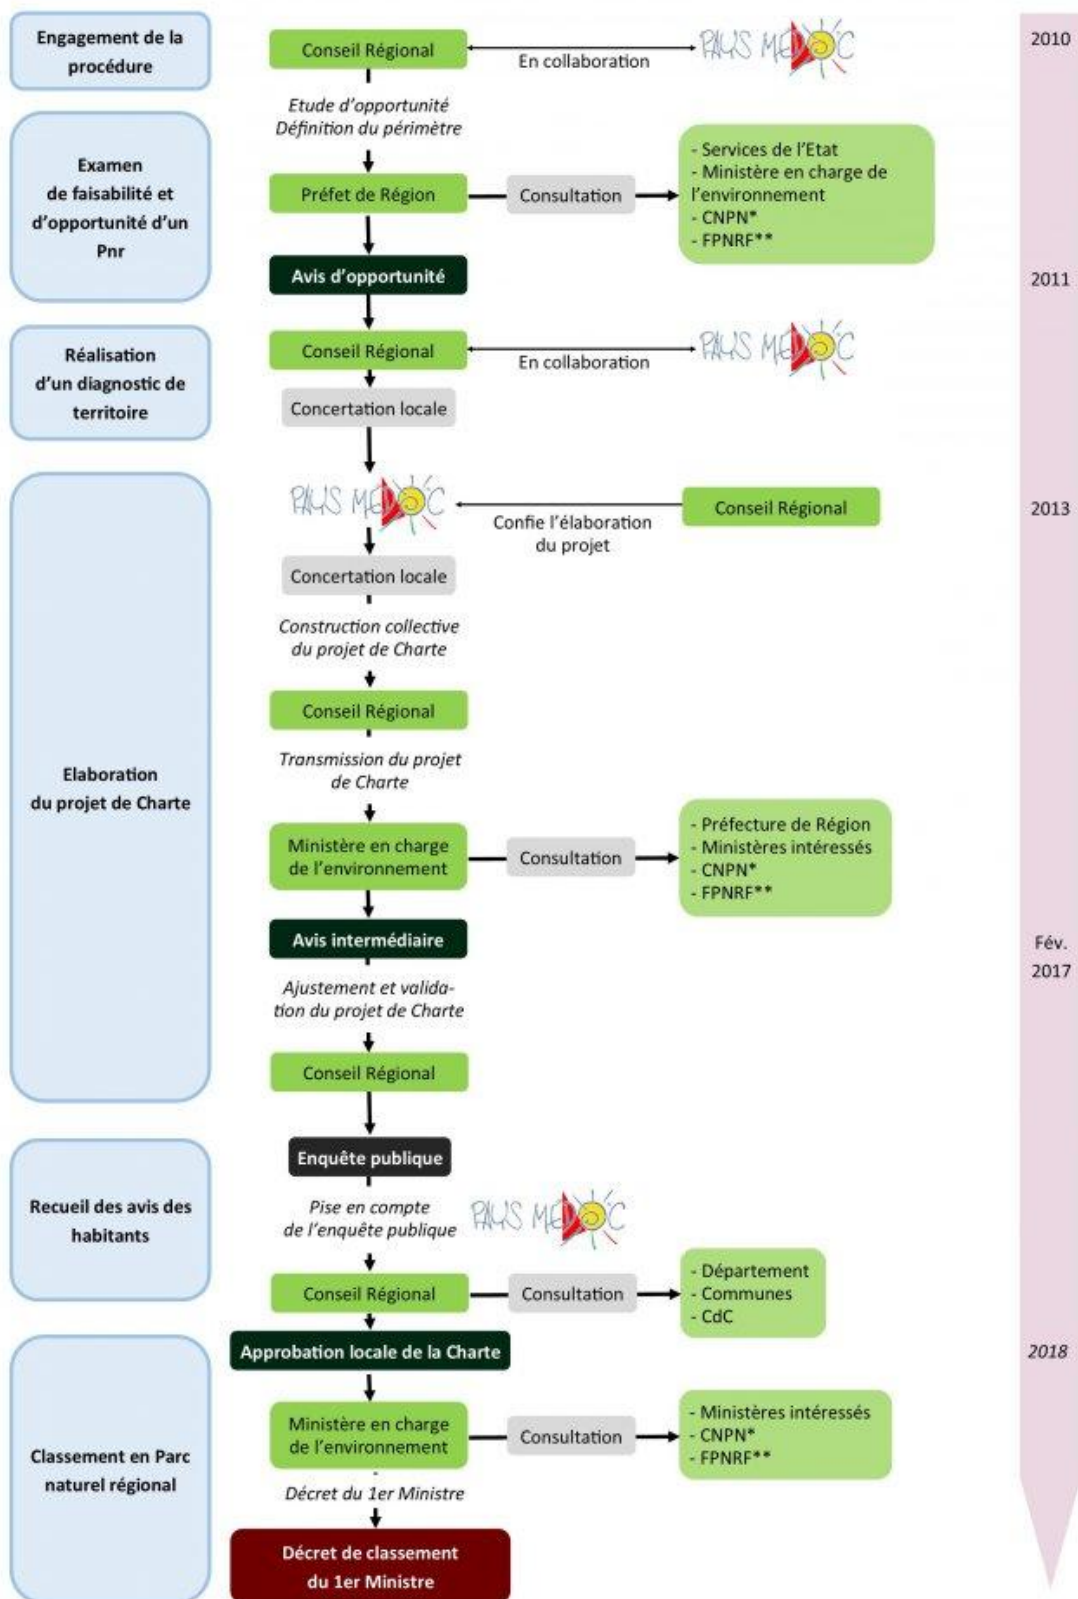 Engagement de la
procédure
Conseil Régional
En collaboration
PAYS MEDOC
2010
Etude d'opportunité
Définition du périmètre
Examen
de faisabilité et
d'opportunité d'un
Pnr
Préfet de Région
Consultation
- Services de l'Etat
- Ministère en charge de
l'environnement
- CNPN*
- FPNRF**
Avis d'opportunité
2011
Réalisation
d'un diagnostic de
territoire
Conseil Régional
En collaboration
PAYS MEDOC
Concertation locale
Elaboration
du projet de Charte
PAYS MEDOC
Confie l'élaboration
du projet
Conseil Régional
2013
Concertation locale
Construction collective
du projet de Charte
Conseil Régional
Transmission du projet
de Charte
Ministère en charge
de l'environnement
Consultation
- Préfecture de Région
- Ministères intéressés
- CNPN*
- FPNRF**
Avis intermédiaire
Fév.
2017
Ajustement et valida-
tion du projet de Charte
Conseil Régional
Recueil des avis des
habitants
Enquête publique
Pise en compte
de l'enquête publique
PAYS MEDOC
Conseil Régional
Consultation
- Département
- Communes
- CdC
Classement en Parc
naturel régional
Approbation locale de la Charte
2018
Ministère en charge
de l'environnement
Consultation
- Ministères intéressés
- CNPN*
- FPNRF**
Décret du 1er Ministre
Décret de classement
du 1er Ministre